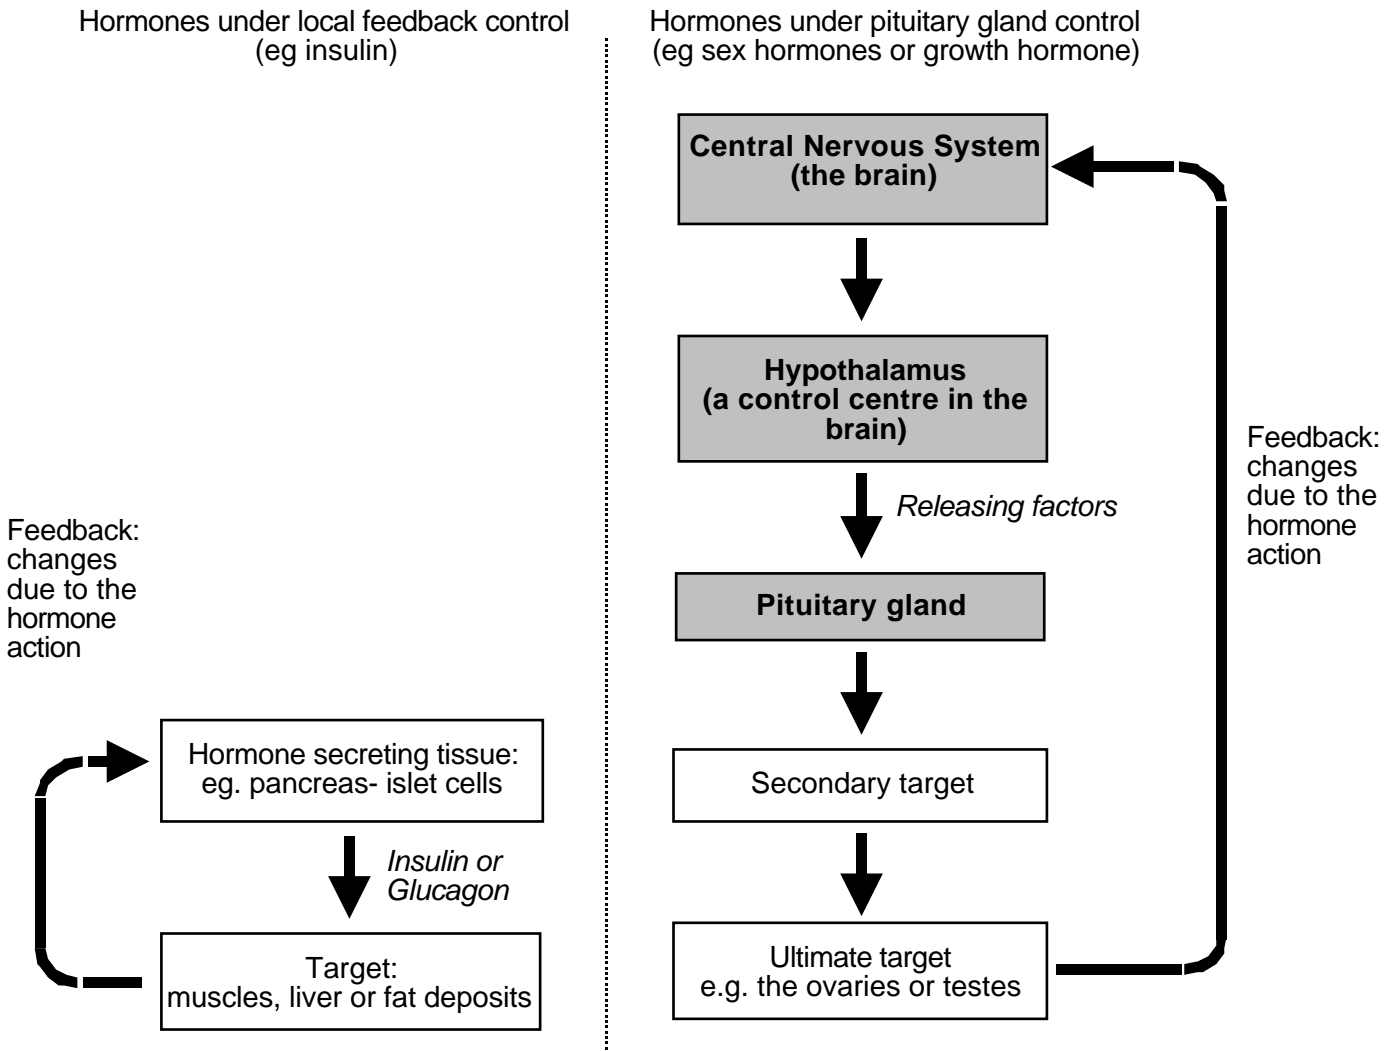 Hormones under local feedback control
(eg insulin)
Feedback:
changes
due to the
hormone
action
Hormone secreting tissue:
eg. pancreas- islet cells
Insulin or
Glucagon
Target:
muscles, liver or fat deposits
Hormones under pituitary gland control
(eg sex hormones or growth hormone)
Central Nervous System
(the brain)
Hypothalamus
(a control centre in the
brain)
Releasing factors
Pituitary gland
Secondary target
Ultimate target
e.g. the ovaries or testes
Feedback:
changes
due to the
hormone
action